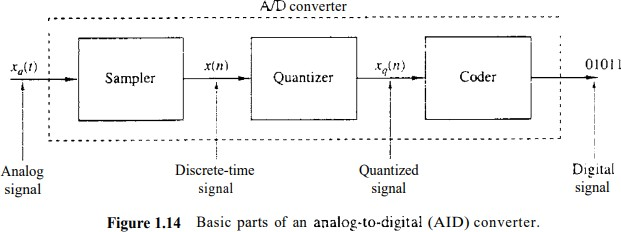 A/D converter
xa(t)
Sampler
x(n)
Quantizer
xq(n)
Coder
01011
Analog
signal
Discrete-time
signal
Quantized
signal
Digital
signal
Figure 1.14 Basic parts of an analog-to-digital (AID) converter.